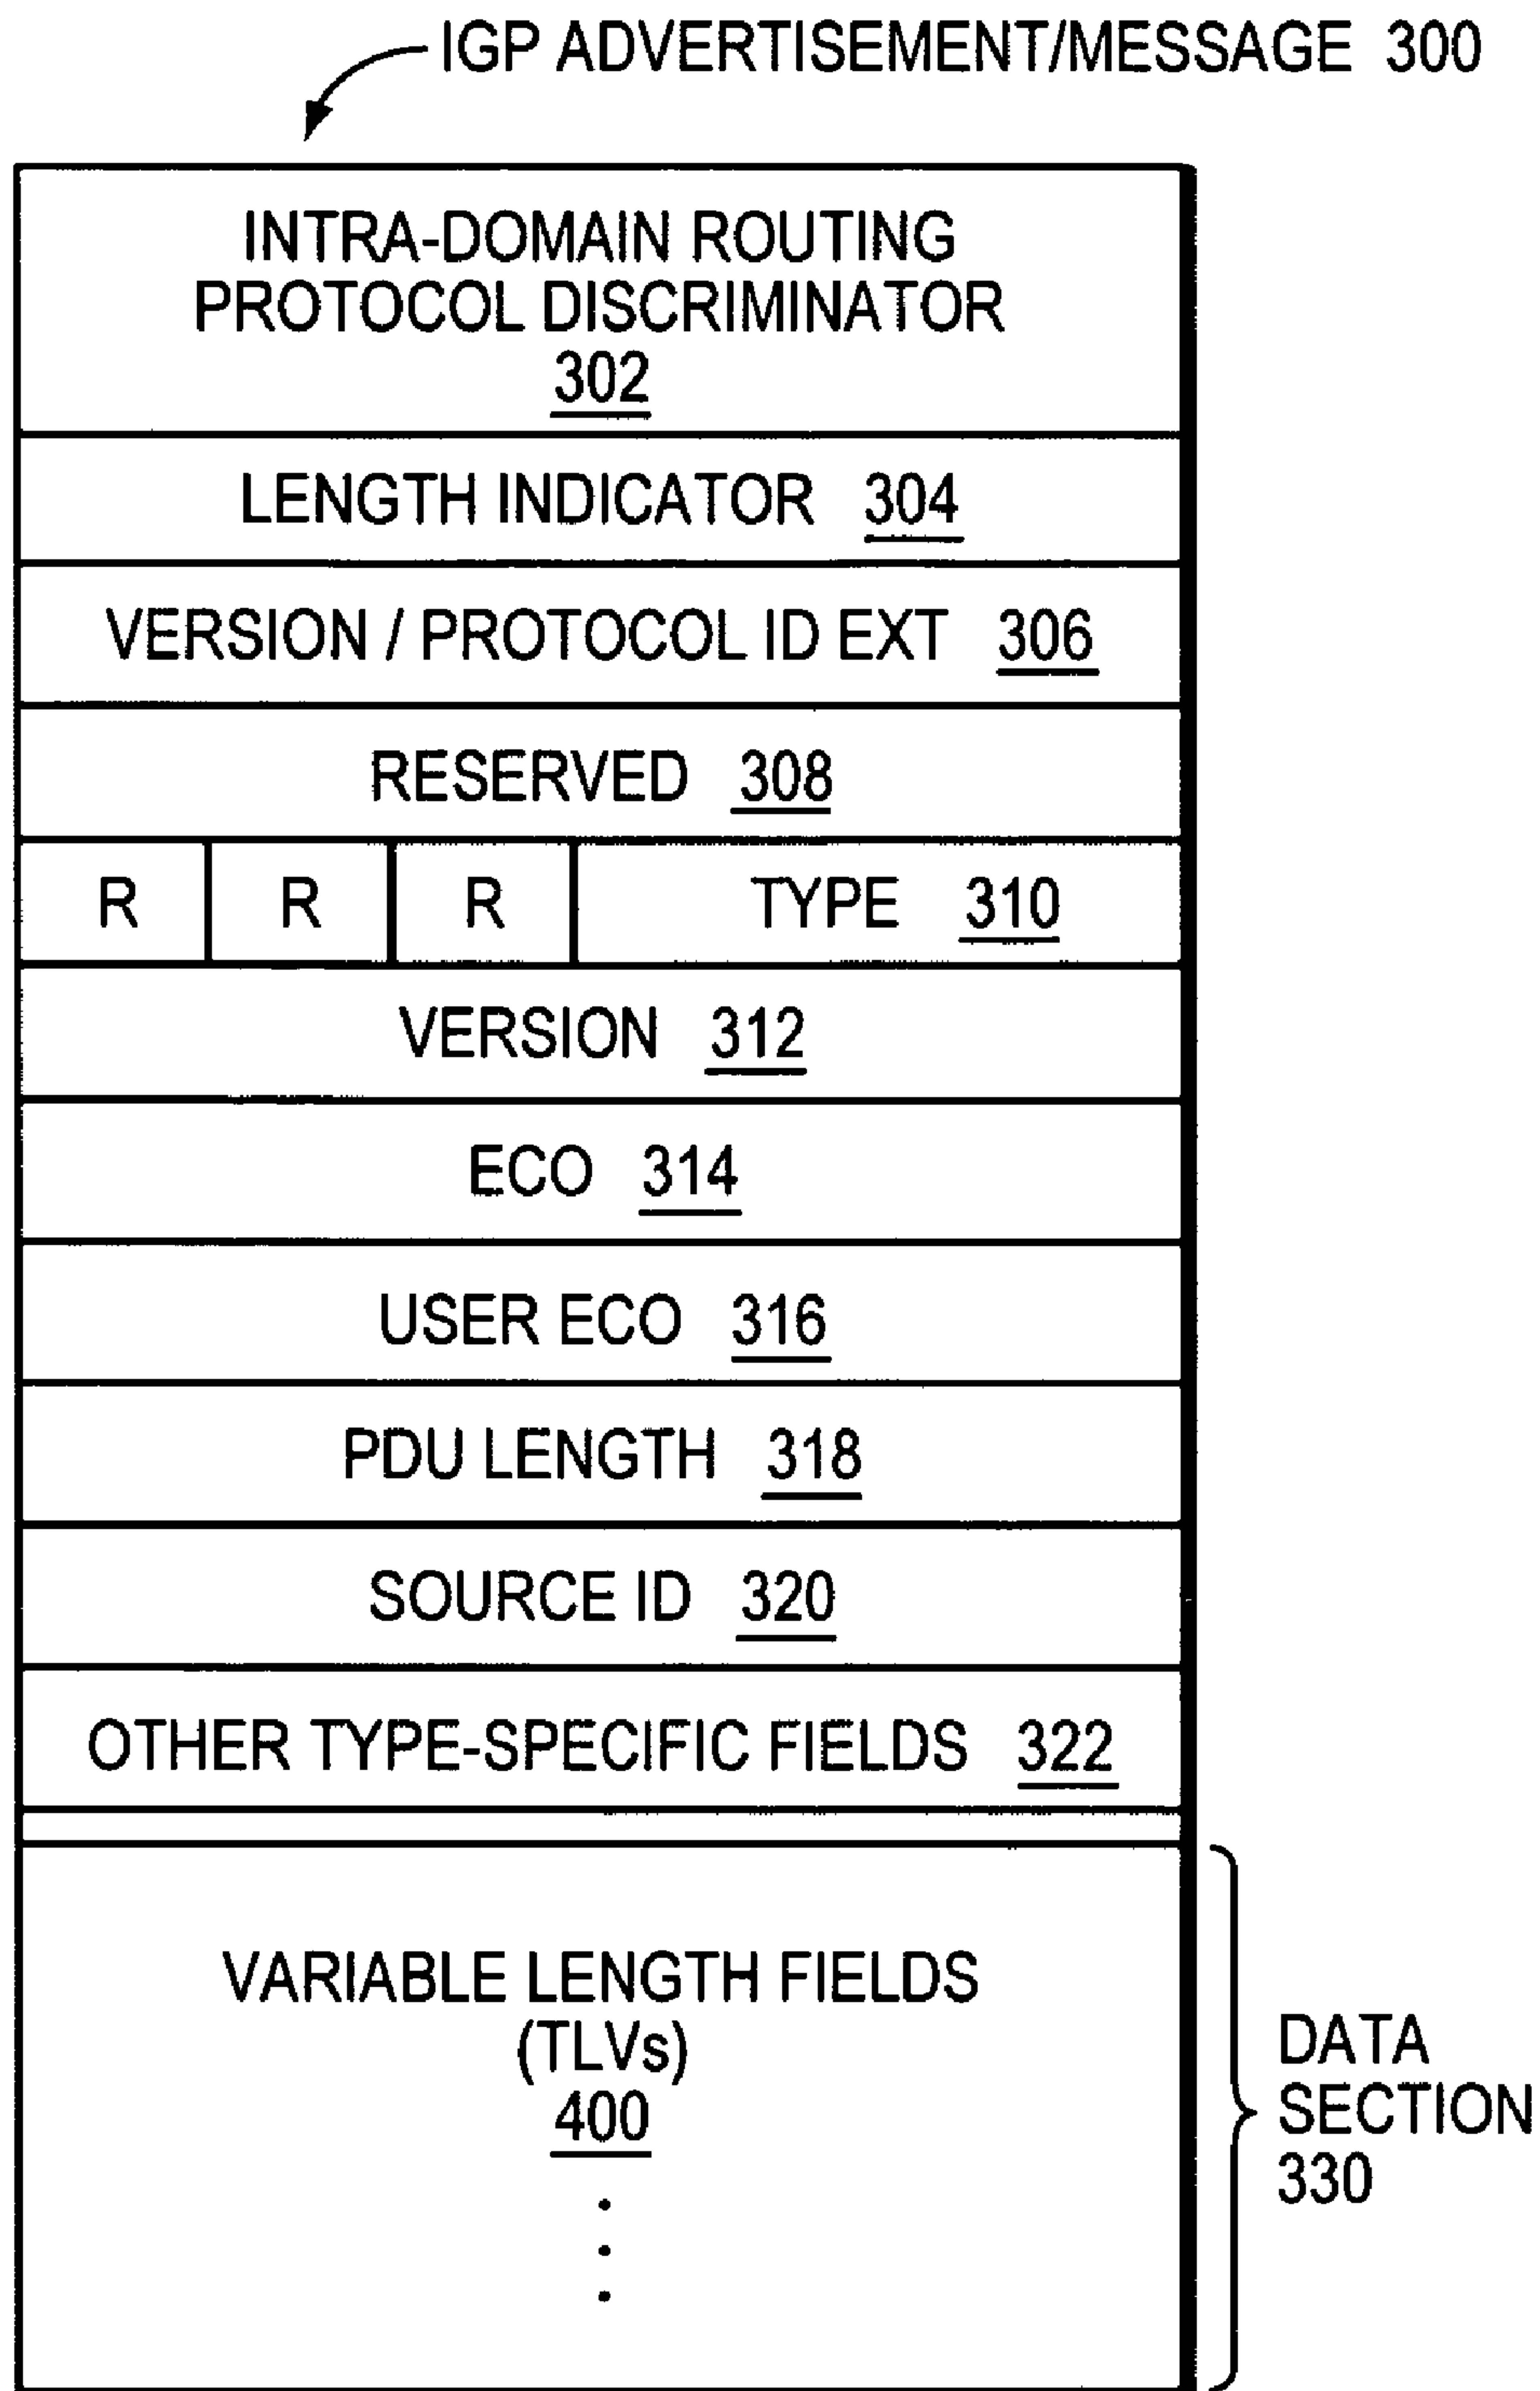 IGP ADVERTISEMENT/MESSAGE 300
INTRA-DOMAIN ROUTING
PROTOCOL DISCRIMINATOR
302
LENGTH INDICATOR 304
VERSION / PROTOCOL ID EXT 306
RESERVED 308
R R R TYPE 310
VERSION 312
ECO 314
USER ECO 316
PDU LENGTH 318
SOURCE ID 320
OTHER TYPE-SPECIFIC FIELDS 322
VARIABLE LENGTH FIELDS
(TLVs)
400
DATA
SECTION
330